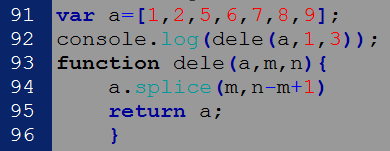 91 var a=[1,2,5,6,7,8,9];
92 console.log(dele(a,1,3));
93 function dele(a,m,n){
94     a.splice(m,n-m+1)
95     return a;
96     }